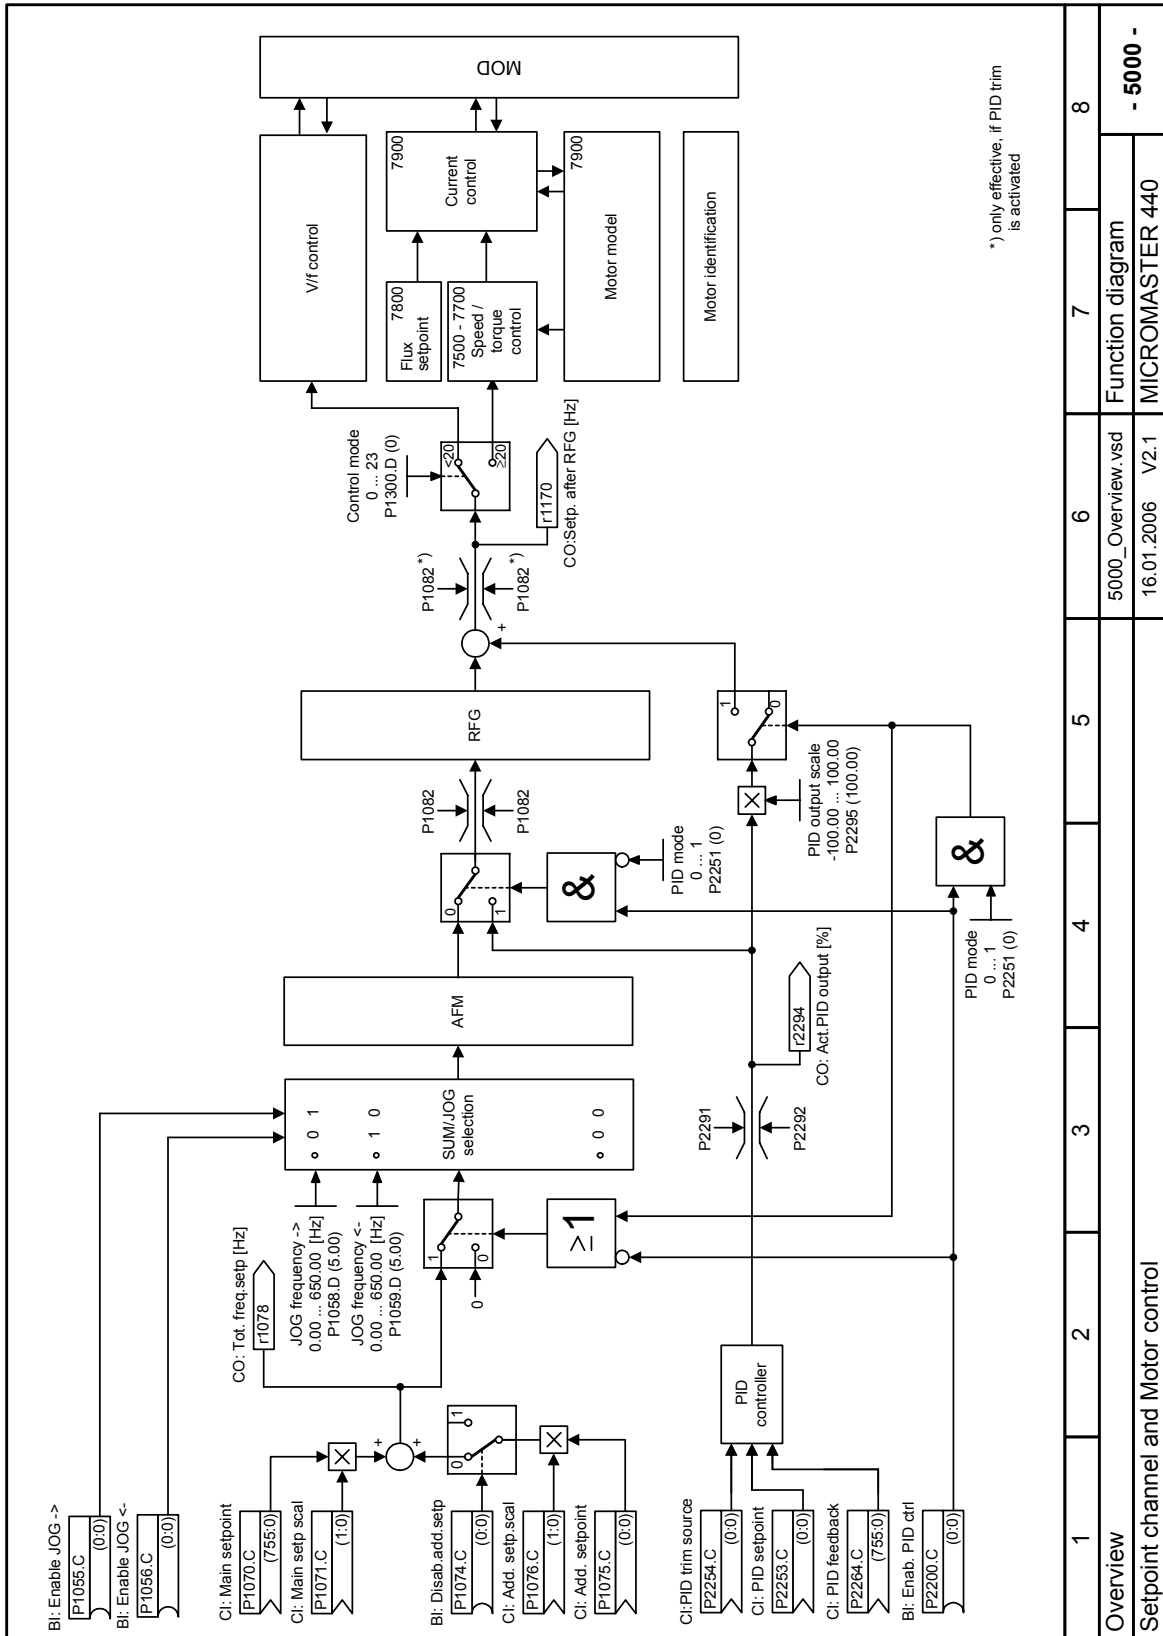 BI: Enable JOG ->
P1055.C
(0:0)
BI: Enable JOG <-
P1056.C
(0:0)
CI: Main setpoint
P1070.C
(755:0)
CI: Main setp scal
P1071.C
(1:0)
BI: Disab.add.setp
P1074.C
(0:0)
CI: Add. setp.scal
P1076.C
(1:0)
CI: Add. setpoint
P1075.C
(0:0)
CI:PID trim source
P2254.C
(0:0)
CI: PID setpoint
P2253.C
(0:0)
CI: PID feedback
P2264.C
(755:0)
BI: Enab. PID ctrl
P2200.C
(0:0)
+
+
0
1
PID
controller
CO: Tot. freq.setp [Hz]
r1078
JOG frequency ->
0.00 ... 650.00 [Hz]
P1058.D (5.00)
JOG frequency <-
0.00 ... 650.00 [Hz]
P1059.D (5.00)
1
0
0
≥1
0 1
1 0
SUM/JOG
selection
0 0
P2291
P2292
AFM
r2294
CO: Act.PID output [%]
0
1
&
PID mode
0 ... 1
P2251 (0)
PID mode
0 ... 1
P2251 (0)
&
P1082
P1082
RFG
PID output scale
-100.00 ... 100.00
P2295 (100.00)
1
0
+
P1082 *)
P1082 *)
r1170
CO:Setp. after RFG [Hz]
Control mode
0 ... 23
P1300.D (0)
<20
≥20
V/f control
7800
Flux
setpoint
7500 - 7700
Speed /
torque
control
7900
Current
control
7900
Motor model
Motor identification
MOD
*) only effective, if PID trim
is activated
1
2
3
4
5
6
7
8
Overview
5000_Overview.vsd
Function diagram
- 5000 -
Setpoint channel and Motor control
16.01.2006 V2.1
MICROMASTER 440